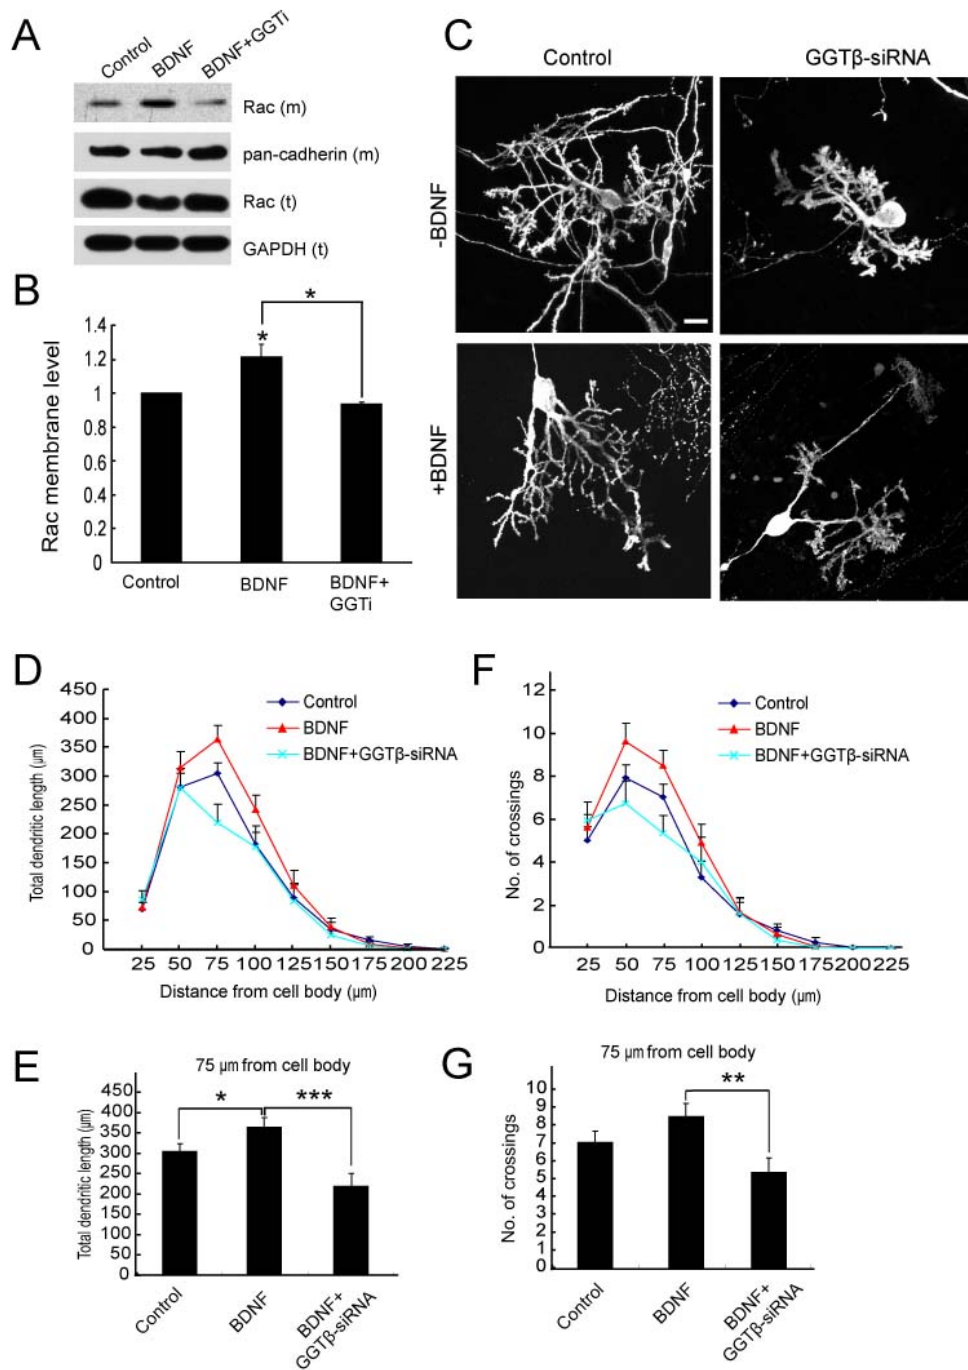 A
Control
BDNF
BDNF+GGTi
Rac (m)
pan-cadherin (m)
Rac (t)
GAPDH (t)
B
*
*
Rac membrane level
1.4
1.2
1
0.8
0.6
0.4
0.2
0
Control
BDNF
BDNF+
GGTi
C
Control
GGTβ-siRNA
-BDNF
+BDNF
D
Total dendritic length (μm)
450
400
350
300
250
200
150
100
50
0
Control
BDNF
BDNF+GGTβ-siRNA
25 50 75 100 125 150 175 200 225
Distance from cell body (μm)
F
No. of crossings
12
10
8
6
4
2
0
Control
BDNF
BDNF+GGTβ-siRNA
25 50 75 100 125 150 175 200 225
Distance from cell body (μm)
E
75 μm from cell body
Total dendritic length (μm)
450
400
350
300
250
200
150
100
50
0
*
***
Control
BDNF
BDNF+
GGTβ-siRNA
G
75 μm from cell body
No. of crossings
10
9
8
7
6
5
4
3
2
1
0
**
Control
BDNF
BDNF+
GGTβ-siRNA